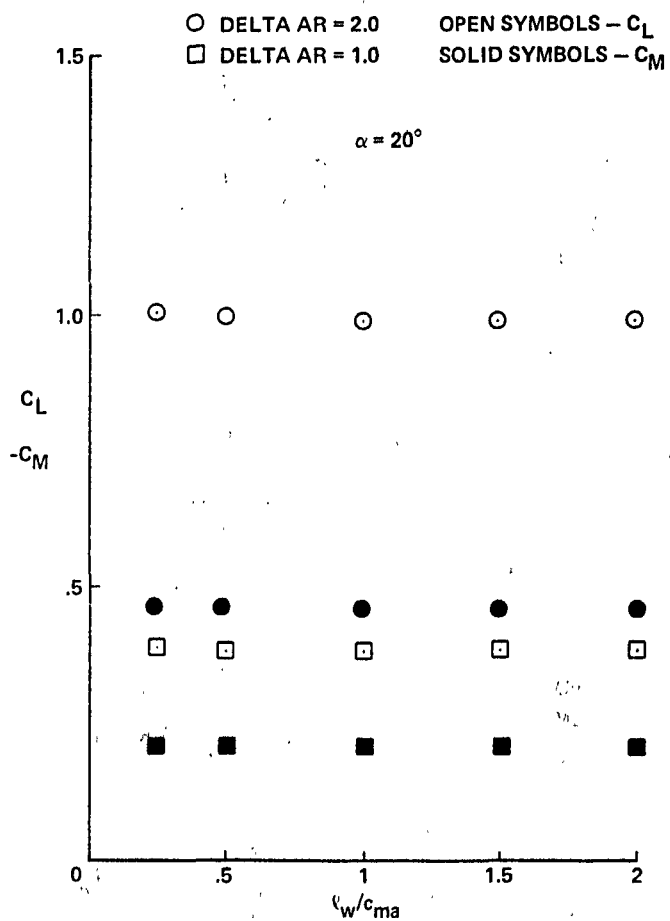 ○ DELTA AR = 2.0 OPEN SYMBOLS – C_L
□ DELTA AR = 1.0 SOLID SYMBOLS – C_M
1.5
α = 20°
1.0
C_L
-C_M
.5
0
.5
1
1.5
2
ℓ_w/c_ma